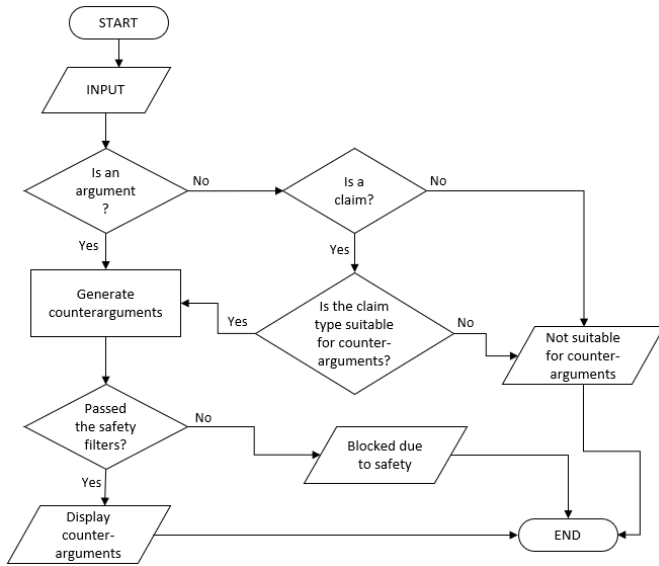 START
INPUT
Is an
argument
?
No
Is a
claim?
No
Yes
Yes
Generate
counterarguments
Yes
Is the claim
type suitable
for counter-
arguments?
No
Not suitable
for counter-
arguments
Passed
the safety
filters?
No
Blocked due
to safety
Yes
Display
counter-
arguments
END